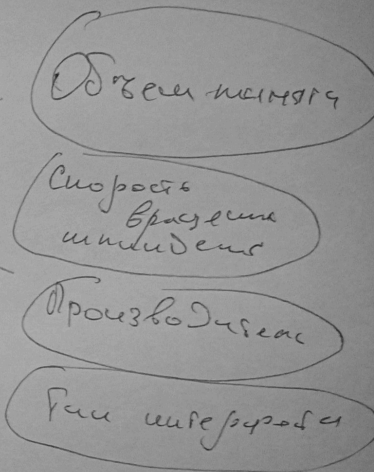 Объем памяти
Скорость
вращения
шпинделя
Производитель
Тип интерфейса